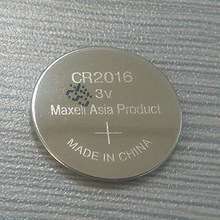 CR2016
3v
Maxell Asia Product
+
MADE IN CHINA